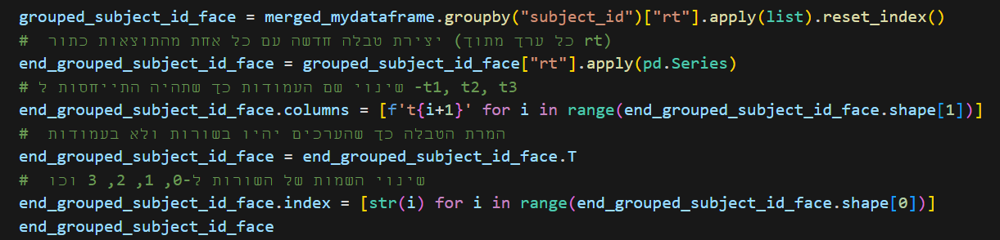 grouped_subject_id_face = merged_mydataframe.groupby("subject_id")["rt"].apply(list).reset_index()
# יצירת טבלה חדשה עם כל אחת מהתוצאות כתור (כל ערך מתוך rt)
end_grouped_subject_id_face = grouped_subject_id_face["rt"].apply(pd.Series)
# שינוי שם העמודות כך שתהיה התייחסות ל -t1, t2, t3
end_grouped_subject_id_face.columns = [f't{i+1}' for i in range(end_grouped_subject_id_face.shape[1])]
# המרת הטבלה כך שהערכים יהיו בשורות ולא בעמודות
end_grouped_subject_id_face = end_grouped_subject_id_face.T
# שינוי השמות של השורות ל-0, 1, 2, 3 וכו
end_grouped_subject_id_face.index = [str(i) for i in range(end_grouped_subject_id_face.shape[0])]
end_grouped_subject_id_face